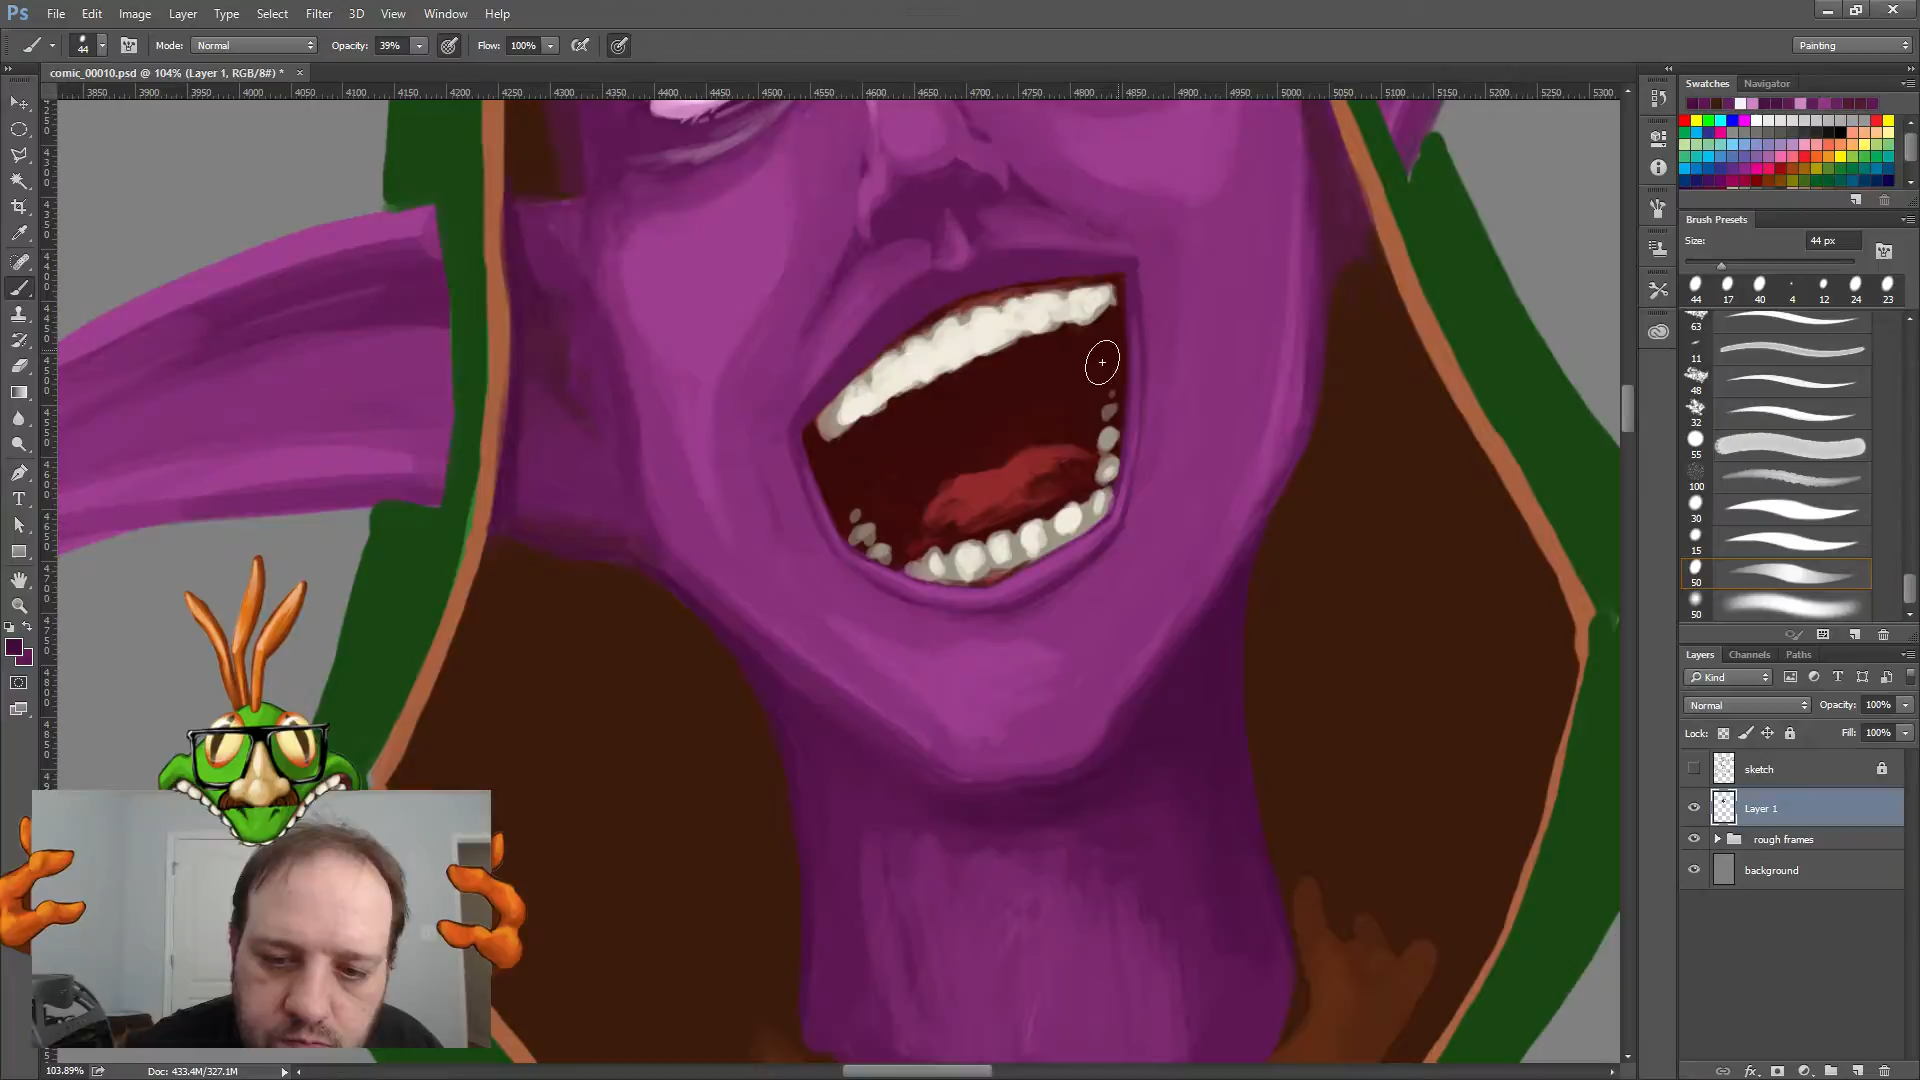 Ps File Edit Image Layer Type Select Filter 3D View Window Help
44 Mode: Normal Opacity: 39% Flow: 100% Painting
comic_00010.psd @ 104% (Layer 1, RGB/8#) * ×
3850 3900 3950 4000 4050 4100 4150 4200 4250 4300 4350 4400 4450 4500 4550 4600 4650 4700 4750 4800 4850 4900 4950 5000 5050 5100 5150 5200 5250 5300
Swatches Navigator
Brush Presets
Size: 44 px
44 17 40 4 12 24 23
63
11
48
32
55
100
30
15
50
50
Layers Channels Paths
Kind
Normal Opacity: 100%
Lock: Fill: 100%
sketch
Layer 1
rough frames
background
103.89% Doc: 433.4M/327.1M